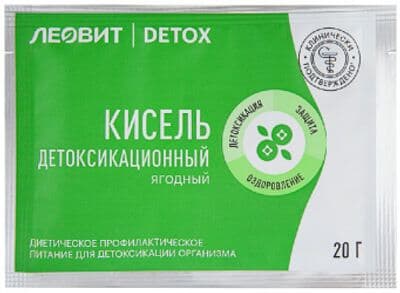 ЛЕОВИТ | DETOX
КЛИНИЧЕСКИ
ПОДТВЕРЖДЕНО
КИСЕЛЬ
ДЕТОКСИКАЦИОННЫЙ
ЯГОДНЫЙ
ДЕТОКСИКАЦИЯ
ЗАЩИТА
ОЗДОРОВЛЕНИЕ
ДИЕТИЧЕСКОЕ ПРОФИЛАКТИЧЕСКОЕ
ПИТАНИЕ ДЛЯ ДЕТОКСИКАЦИИ ОРГАНИЗМА
20 Г